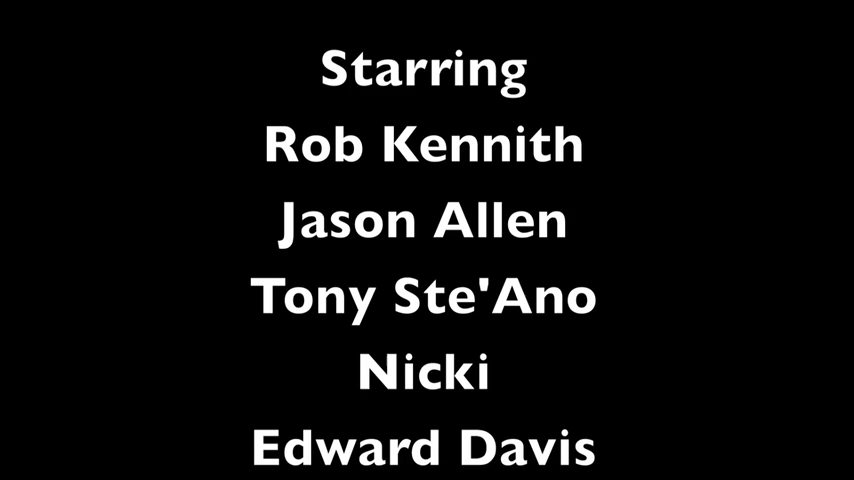 Starring
Rob Kennith
Jason Allen
Tony Ste'Ano
Nicki
Edward Davis